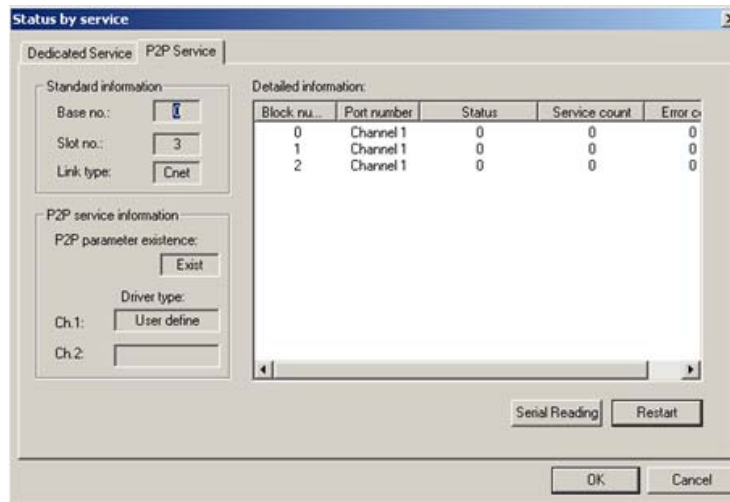 Status by service
Dedicated Service P2P Service
Standard information
Base no.: 0
Slot no.: 3
Link type: Cnet
P2P service information
P2P parameter existence:
Exist
Driver type:
Ch.1: User define
Ch.2:
Detailed information:
Block nu... Port number Status Service count Error c
0 Channel 1 0 0 0
1 Channel 1 0 0 0
2 Channel 1 0 0 0
Serial Reading Restart
OK Cancel